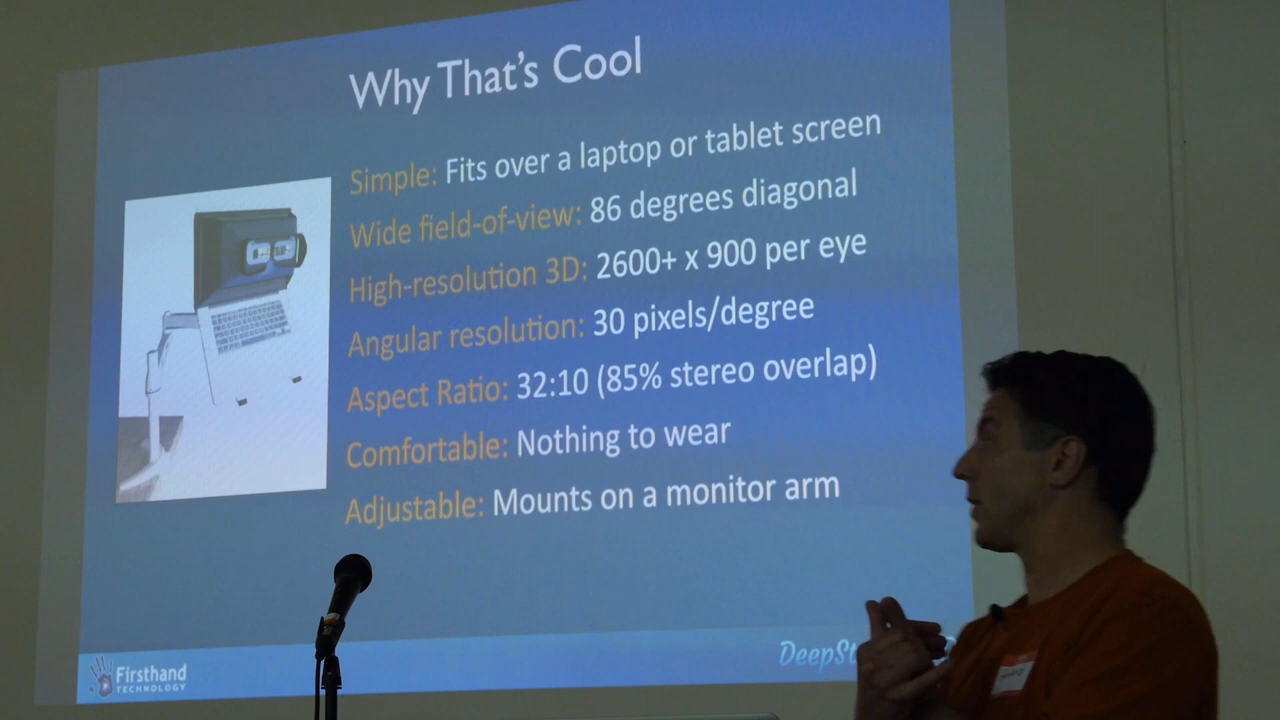 Why That's Cool
Simple: Fits over a laptop or tablet screen
Wide field-of-view: 86 degrees diagonal
High-resolution 3D: 2600+ x 900 per eye
Angular resolution: 30 pixels/degree
Aspect Ratio: 32:10 (85% stereo overlap)
Comfortable: Nothing to wear
Adjustable: Mounts on a monitor arm
Firsthand
TECHNOLOGY
DeepSt